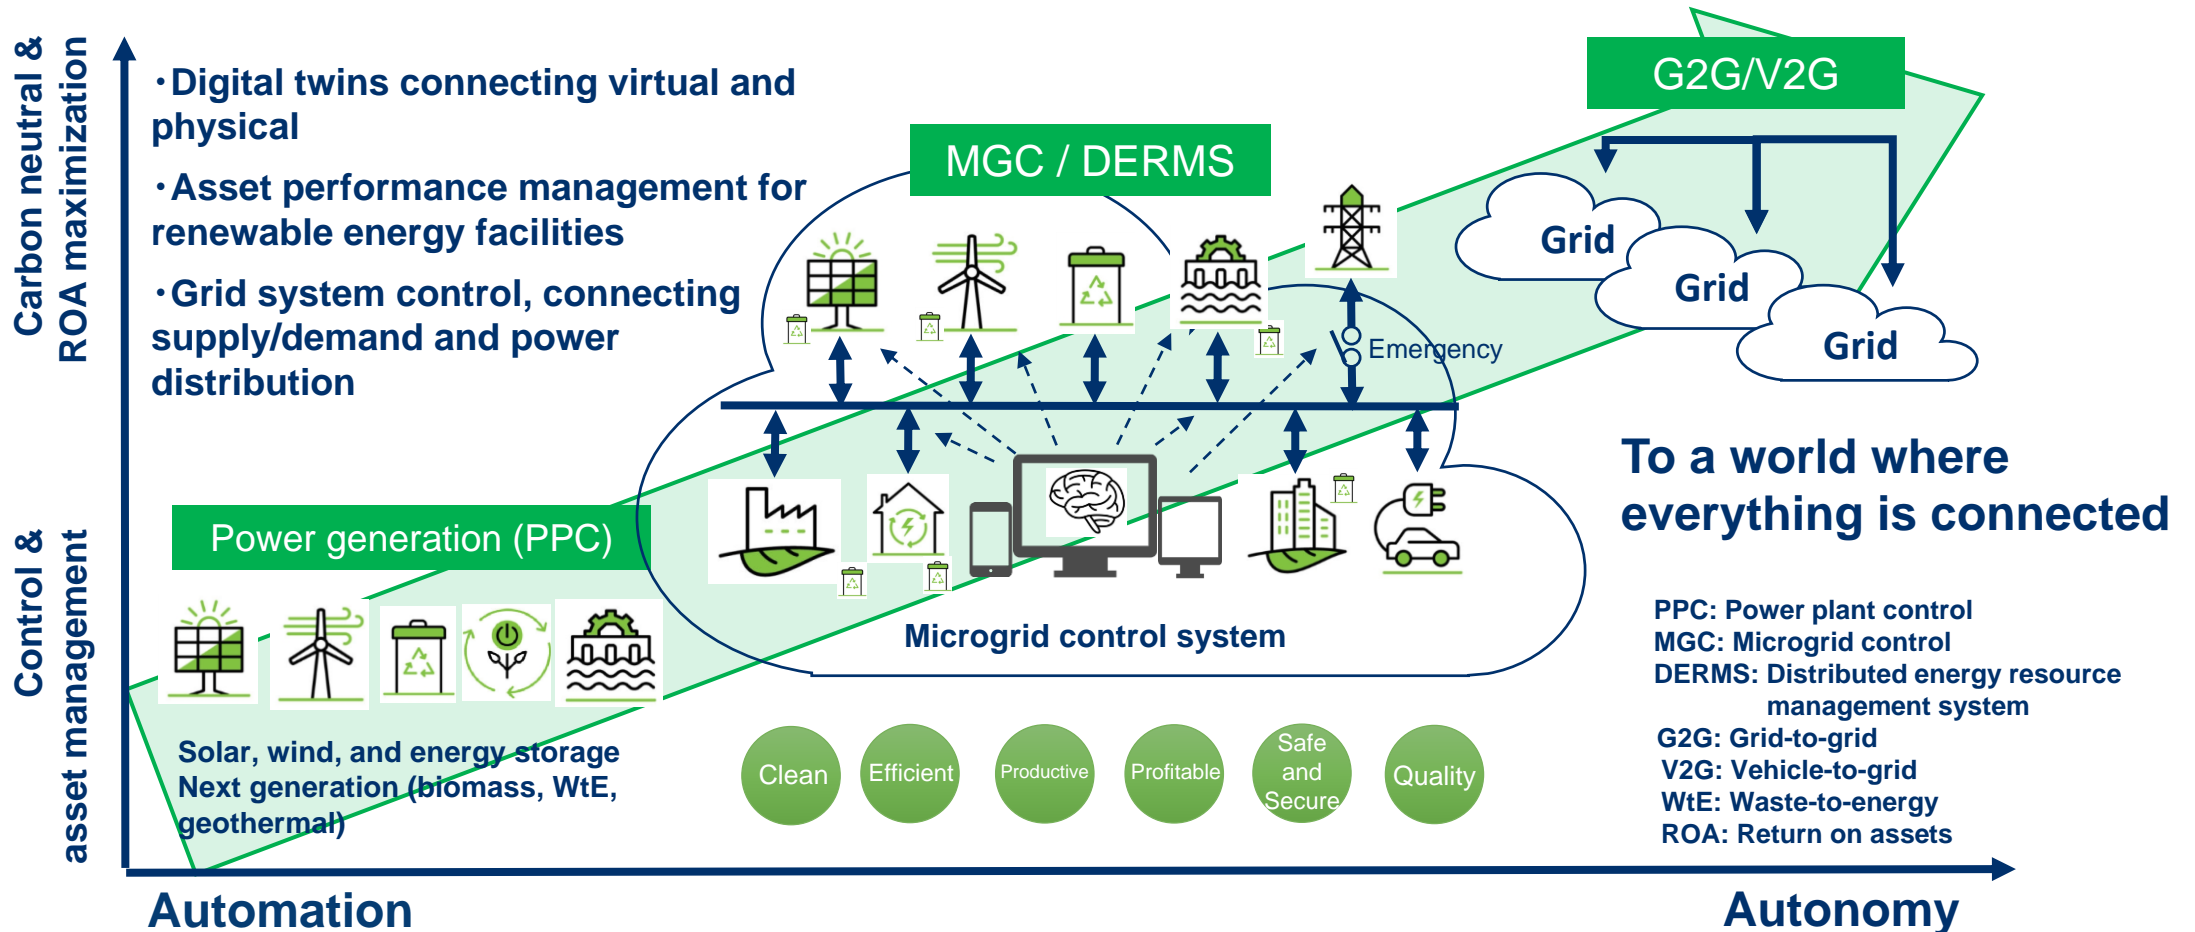 Carbon neutral &
ROA maximization
Control &
asset management
・Digital twins connecting virtual and
physical
・Asset performance management for
renewable energy facilities
・Grid system control, connecting
supply/demand and power
distribution
MGC / DERMS
G2G/V2G
Grid
Grid
Grid
Emergency
Power generation (PPC)
Microgrid control system
To a world where
everything is connected
Solar, wind, and energy storage
Next generation (biomass, WtE,
geothermal)
Clean
Efficient
Productive
Profitable
Safe
and
Secure
Quality
PPC: Power plant control
MGC: Microgrid control
DERMS: Distributed energy resource
management system
G2G: Grid-to-grid
V2G: Vehicle-to-grid
WtE: Waste-to-energy
ROA: Return on assets
Automation
Autonomy